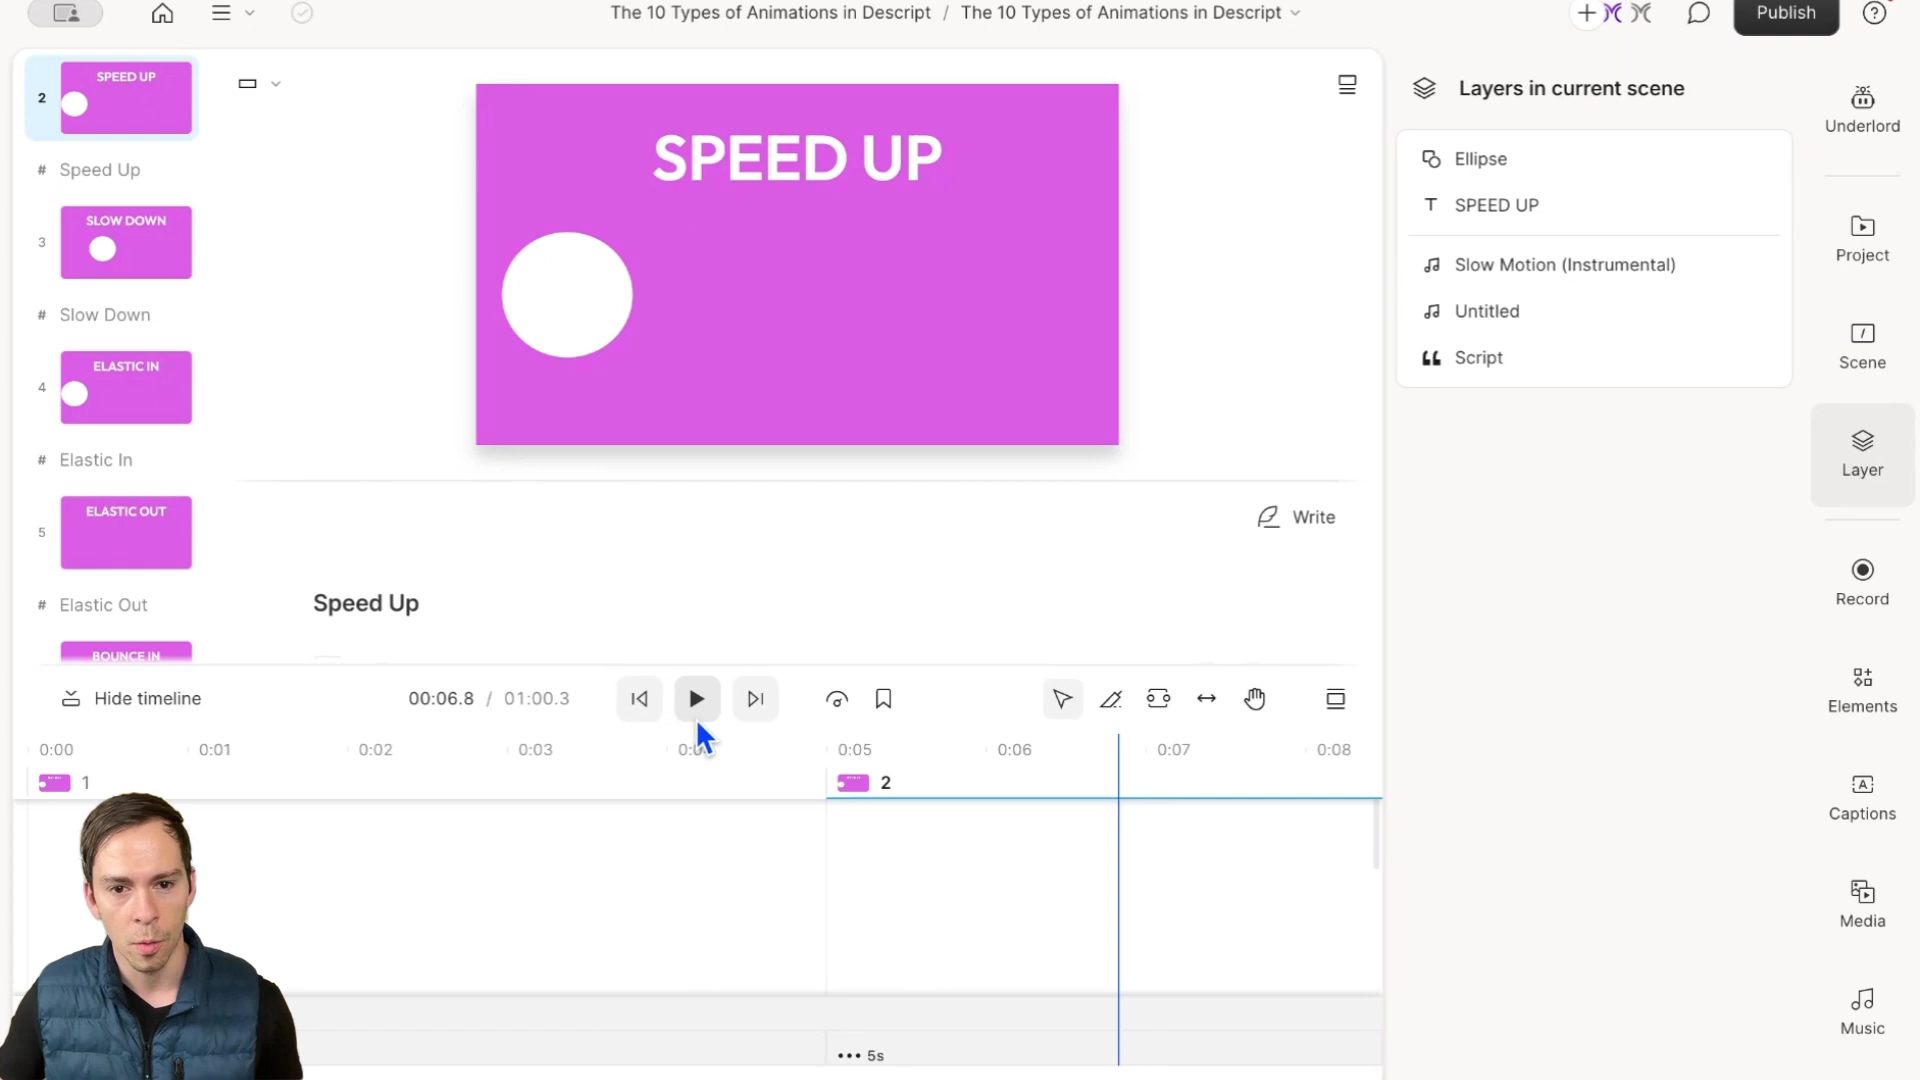 The 10 Types of Animations in Descript / The 10 Types of Animations in Descript
Publish
2
SPEED UP
# Speed Up
3
SLOW DOWN
# Slow Down
4
ELASTIC IN
# Elastic In
5
ELASTIC OUT
# Elastic Out
BOUNCE IN
SPEED UP
Write
Speed Up
Layers in current scene
Ellipse
T SPEED UP
Slow Motion (Instrumental)
Untitled
Script
Underlord
Project
Scene
Layer
Record
Elements
Captions
Media
Music
Hide timeline
00:06.8 / 01:00.3
0:00 0:01 0:02 0:03 0:05 0:06 0:07 0:08
1
2
••• 5s